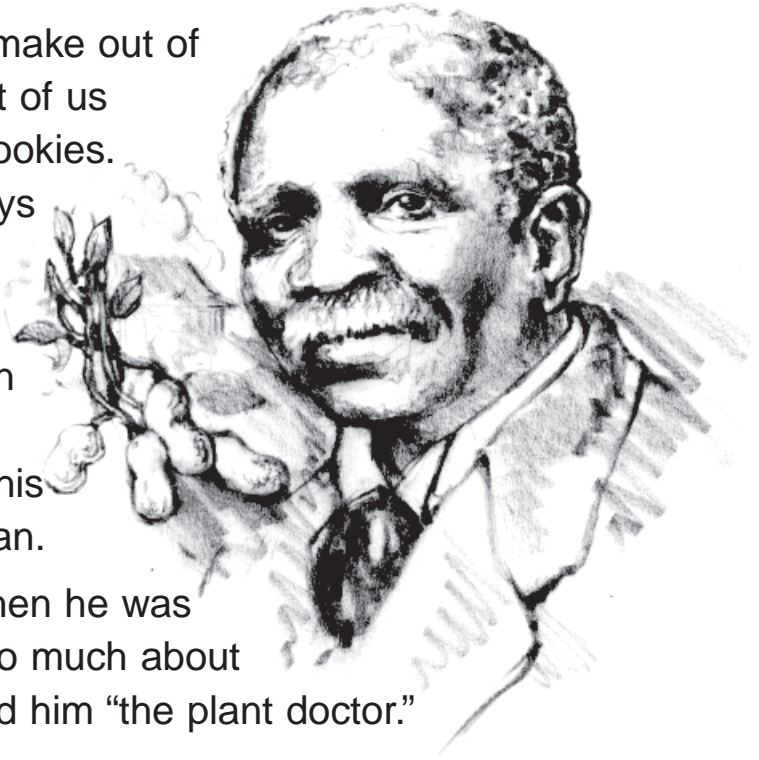 make out of
t of us
ookies.
ys
n
his
an.
hen he was
o much about
d him “the plant doctor.”